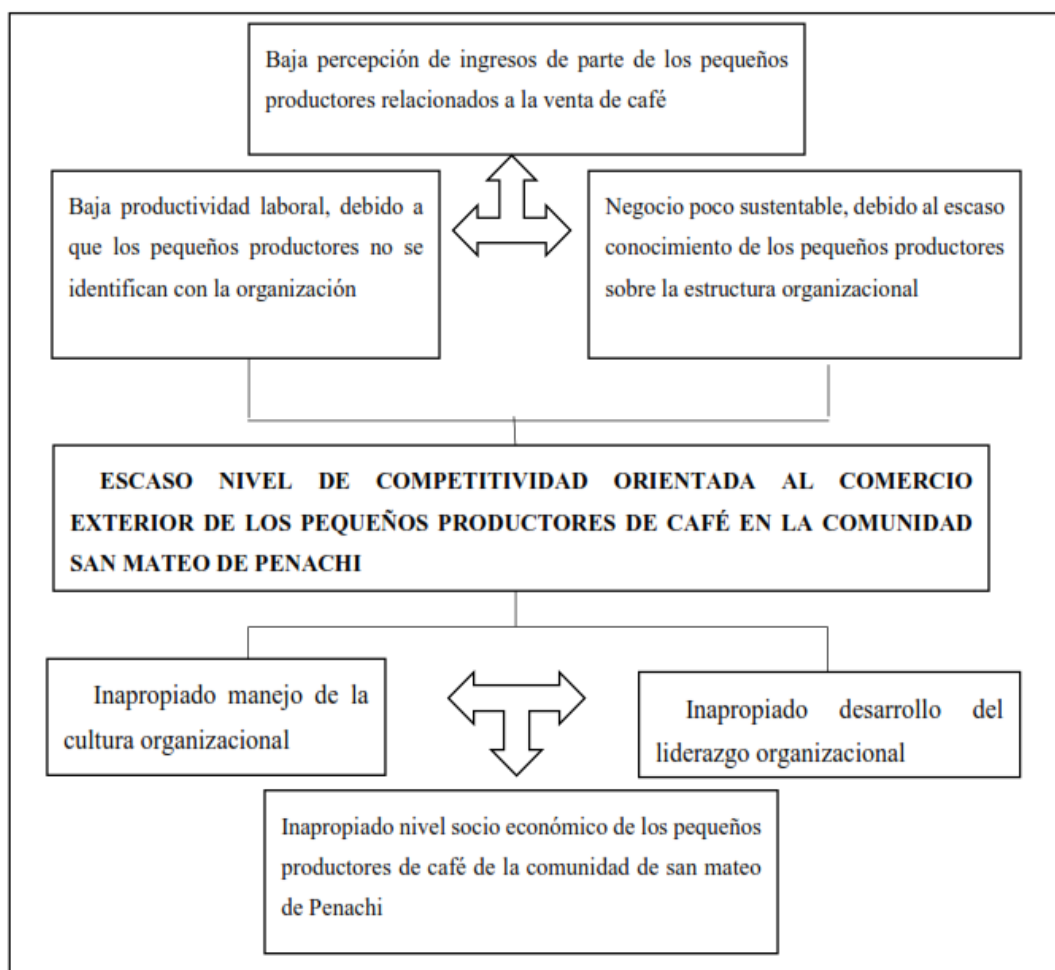 Baja percepción de ingresos de parte de los pequeños
productores relacionados a la venta de café
Baja productividad laboral, debido a
que los pequeños productores no se
identifican con la organización
Negocio poco sustentable, debido al escaso
conocimiento de los pequeños productores
sobre la estructura organizacional
ESCASO NIVEL DE COMPETITIVIDAD ORIENTADA AL COMERCIO
EXTERIOR DE LOS PEQUEÑOS PRODUCTORES DE CAFÉ EN LA COMUNIDAD
SAN MATEO DE PENACHI
Inapropiado manejo de la
cultura organizacional
Inapropiado desarrollo del
liderazgo organizacional
Inapropiado nivel socio económico de los pequeños
productores de café de la comunidad de san mateo
de Penachi